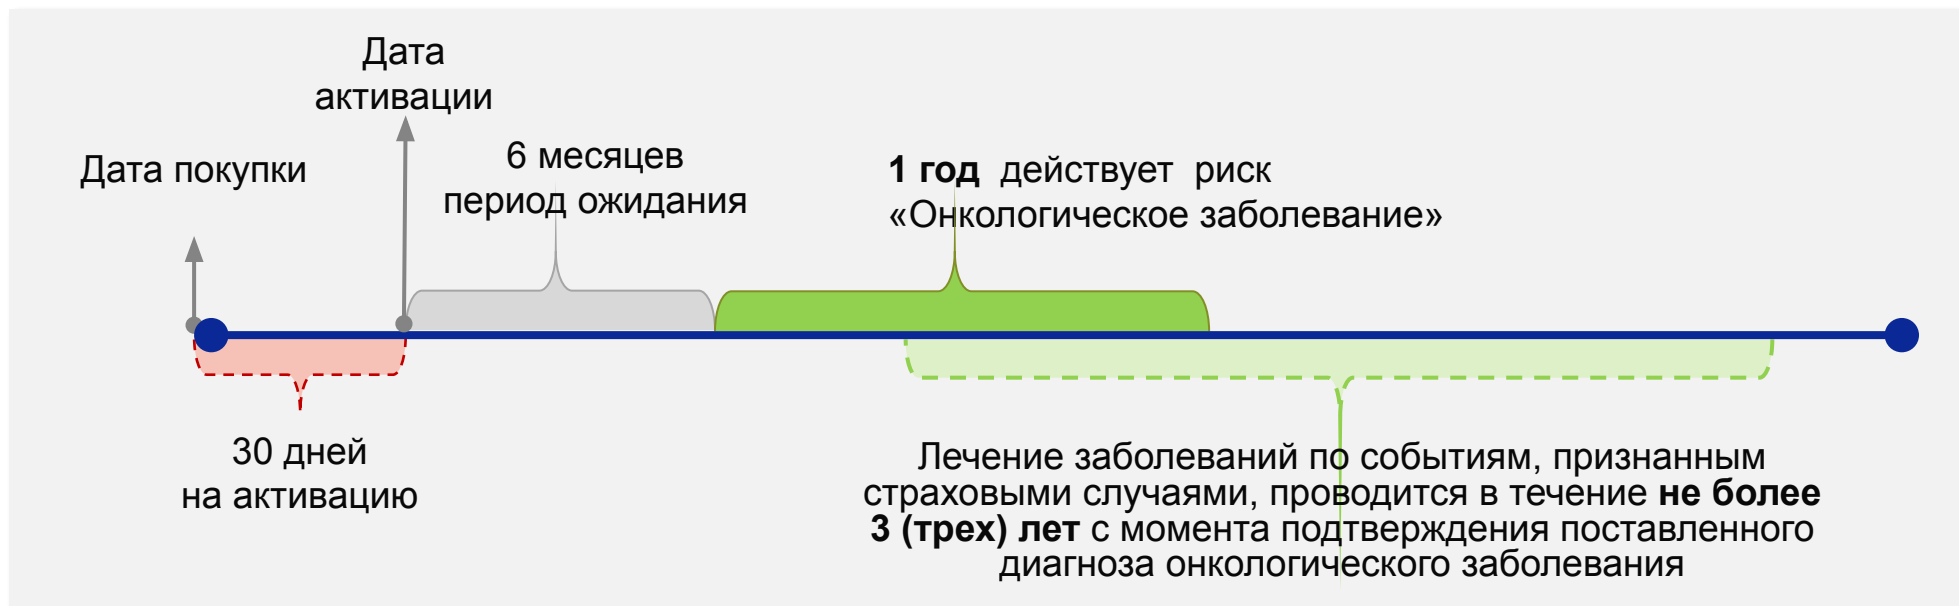 Дата
активации
Дата покупки
6 месяцев
период ожидания
1 год действует риск
«Онкологическое заболевание»
30 дней
на активацию
Лечение заболеваний по событиям, признанным
страховыми случаями, проводится в течение не более
3 (трех) лет с момента подтверждения поставленного
диагноза онкологического заболевания